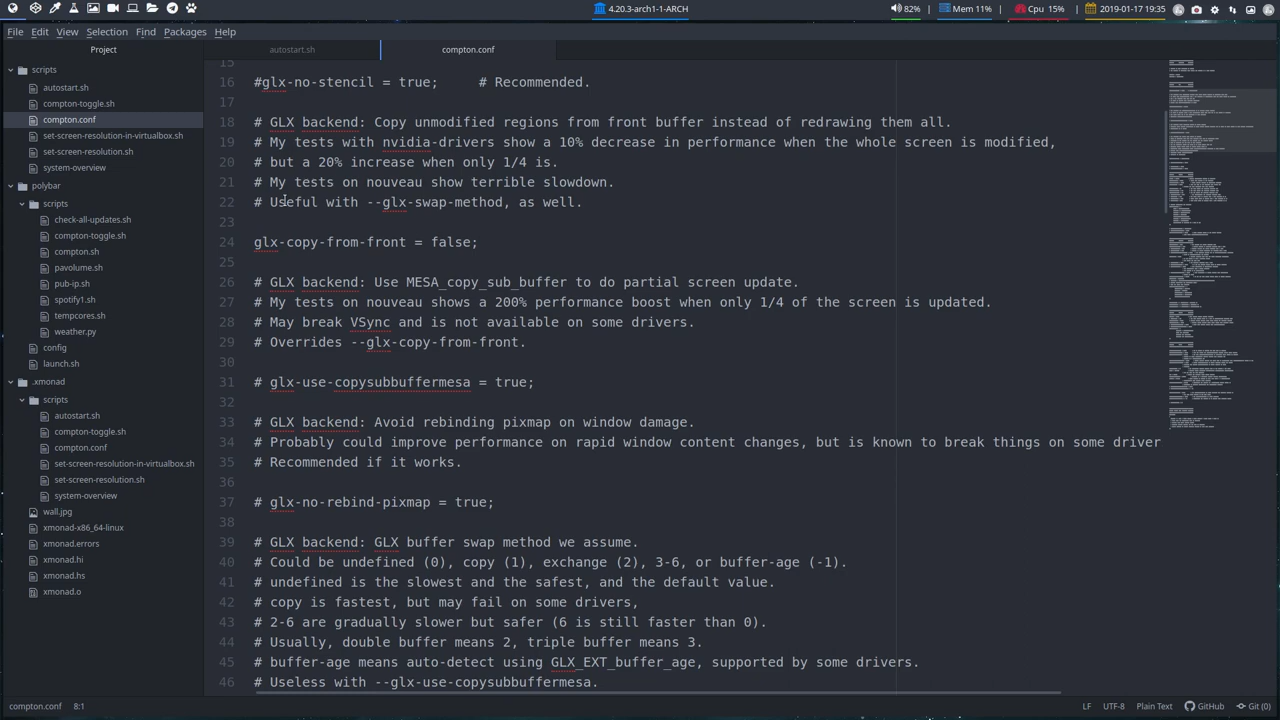 4.20.3-arch1-1-ARCH
82%
Mem 11%
Cpu 15%
2019-01-17 19:35
File Edit View Selection Find Packages Help
Project
scripts
autostart.sh
compton-toggle.sh
compton.conf
set-screen-resolution-in-virtualbox.sh
set-screen-resolution.sh
system-overview
polybar
scripts
check-all-updates.sh
compton-toggle.sh
compton.sh
pavolume.sh
pub-ip.sh
spotify1.sh
tempcores.sh
weather.py
config
launch.sh
.xmonad
scripts
autostart.sh
compton-toggle.sh
compton.conf
set-screen-resolution-in-virtualbox.sh
set-screen-resolution.sh
system-overview
wall.jpg
xmonad-x86_64-linux
xmonad.errors
xmonad.hi
xmonad.hs
xmonad.o
autostart.sh
compton.conf
15
16 #glx-no-stencil = true; # Recommended.
17
18 # GLX backend: Copy unmodified regions from front buffer instead of redrawing them all.
19 # My tests with nvidia-drivers show a 10% decrease in performance when the whole screen is modified,
20 # but a 20% increase when only 1/4 is.
21 # My tests on nouveau show terrible slowdown.
22 # Useful with --glx-swap-method, as well.
23
24 glx-copy-from-front = false;
25
26 # GLX backend: Use MESA_copy_sub_buffer to do partial screen update.
27 # My tests on nouveau shows a 200% performance boost when only 1/4 of the screen is updated.
28 # May break VSync and is not available on some drivers.
29 # Overrides --glx-copy-from-front.
30
31 # glx-use-copysubbuffermesa = true;
32
33 # GLX backend: Avoid rebinding pixmap on window damage.
34 # Probably could improve performance on rapid window content changes, but is known to break things on some driver
35 # Recommended if it works.
36
37 # glx-no-rebind-pixmap = true;
38
39 # GLX backend: GLX buffer swap method we assume.
40 # Could be undefined (0), copy (1), exchange (2), 3-6, or buffer-age (-1).
41 # undefined is the slowest and the safest, and the default value.
42 # copy is fastest, but may fail on some drivers,
43 # 2-6 are gradually slower but safer (6 is still faster than 0).
44 # Usually, double buffer means 2, triple buffer means 3.
45 # buffer-age means auto-detect using GLX_EXT_buffer_age, supported by some drivers.
46 # Useless with --glx-use-copysubbuffermesa.
compton.conf 8:1
LF UTF-8 Plain Text GitHub Git (0)